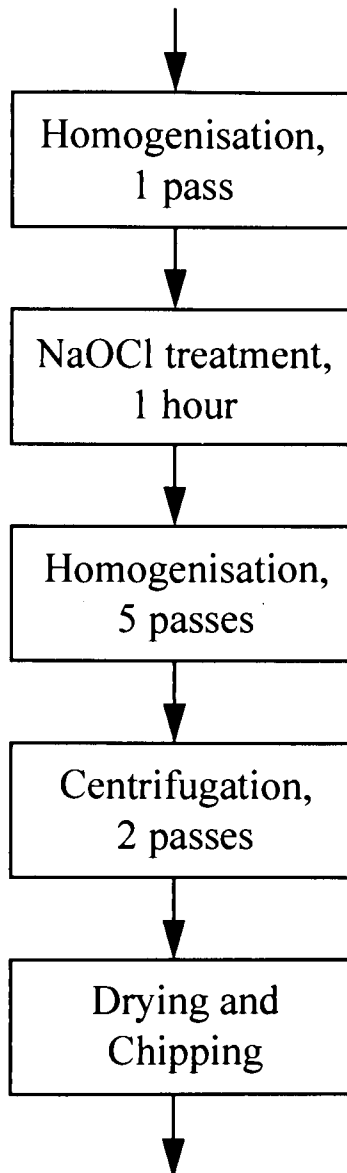 Homogenisation,
1 pass
NaOCl treatment,
1 hour
Homogenisation,
5 passes
Centrifugation,
2 passes
Drying and
Chipping